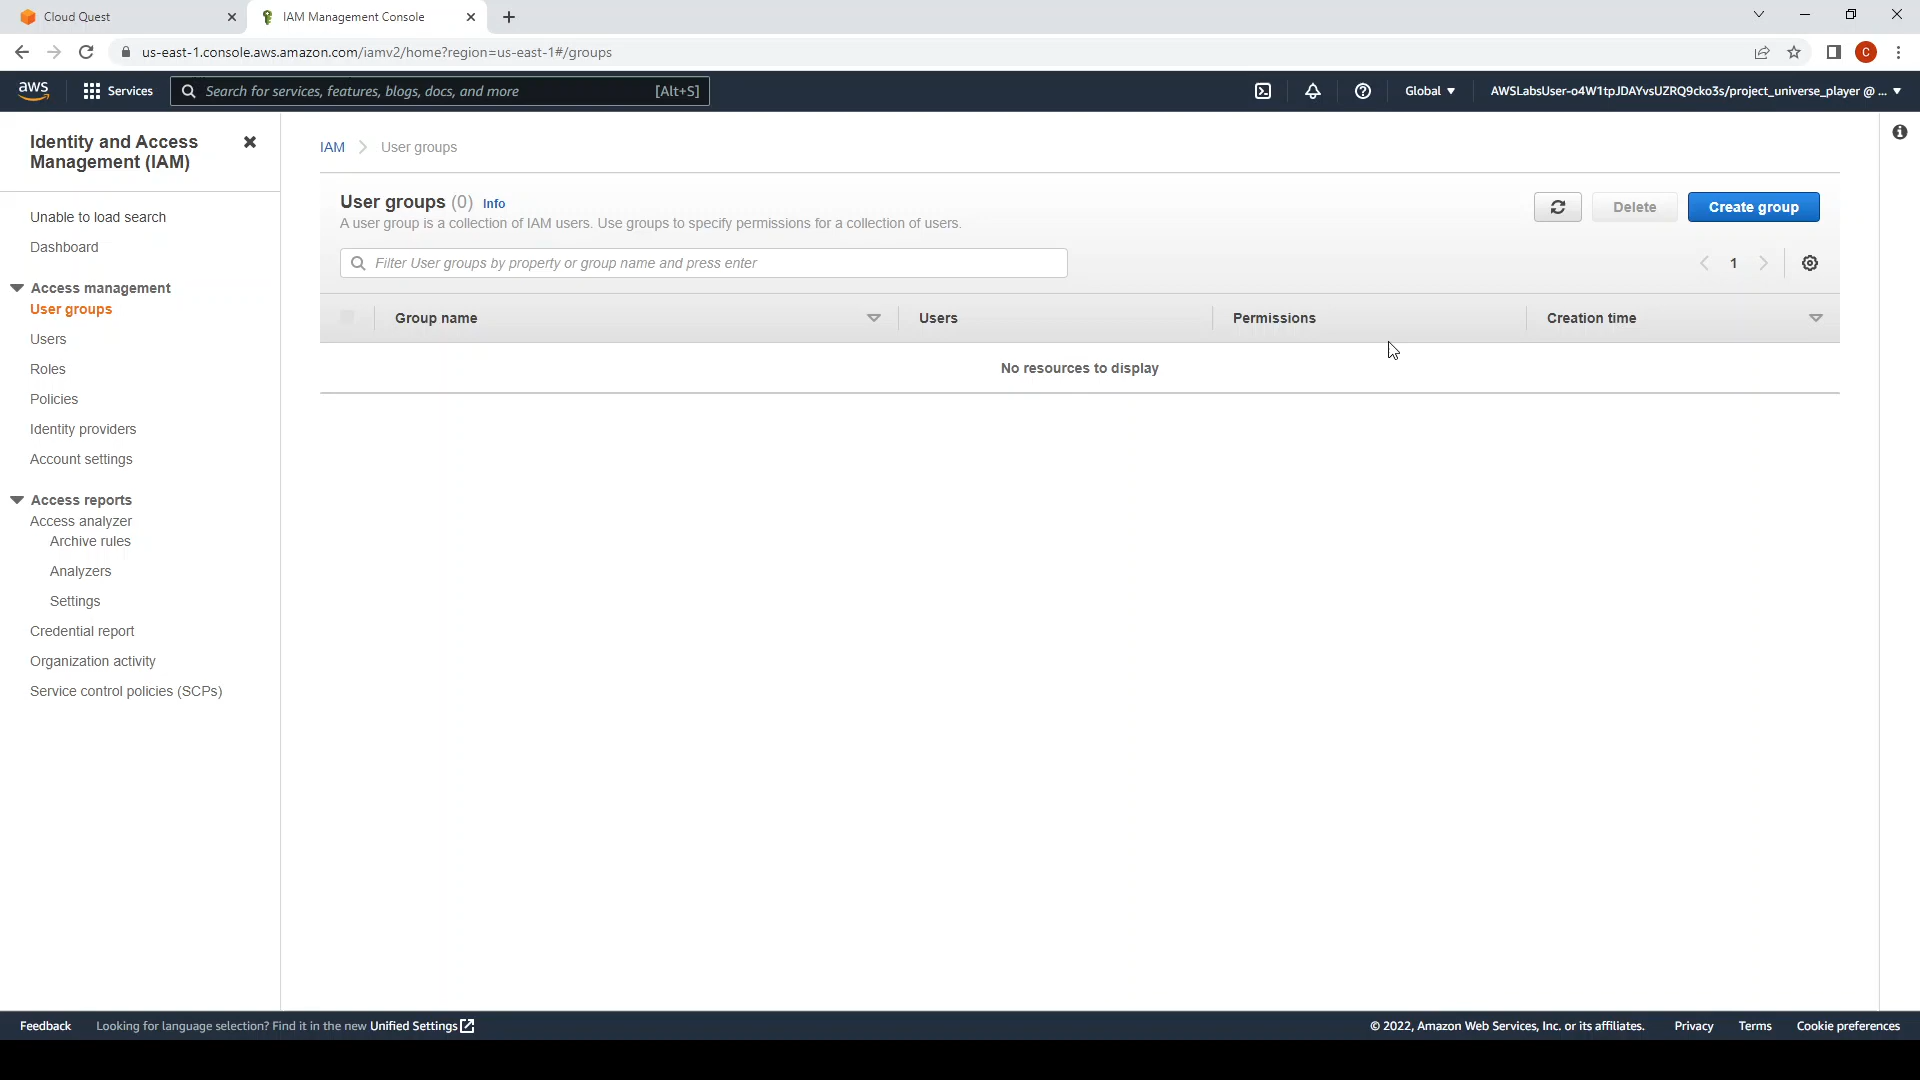 Cloud Quest
IAM Management Console
us-east-1.console.aws.amazon.com/iamv2/home?region=us-east-1#/groups
C
aws
Services
Search for services, features, blogs, docs, and more
[Alt+S]
Global
AWSLabsUser-o4W1tpJDAYvsUZRQ9cko3s/project_universe_player @ ...
Identity and Access
Management (IAM)
Unable to load search
Dashboard
Access management
User groups
Users
Roles
Policies
Identity providers
Account settings
Access reports
Access analyzer
Archive rules
Analyzers
Settings
Credential report
Organization activity
Service control policies (SCPs)
IAM
User groups
User groups (0) Info
A user group is a collection of IAM users. Use groups to specify permissions for a collection of users.
Delete
Create group
Filter User groups by property or group name and press enter
1
Group name
Users
Permissions
Creation time
No resources to display
Feedback
Looking for language selection? Find it in the new Unified Settings
© 2022, Amazon Web Services, Inc. or its affiliates.
Privacy
Terms
Cookie preferences